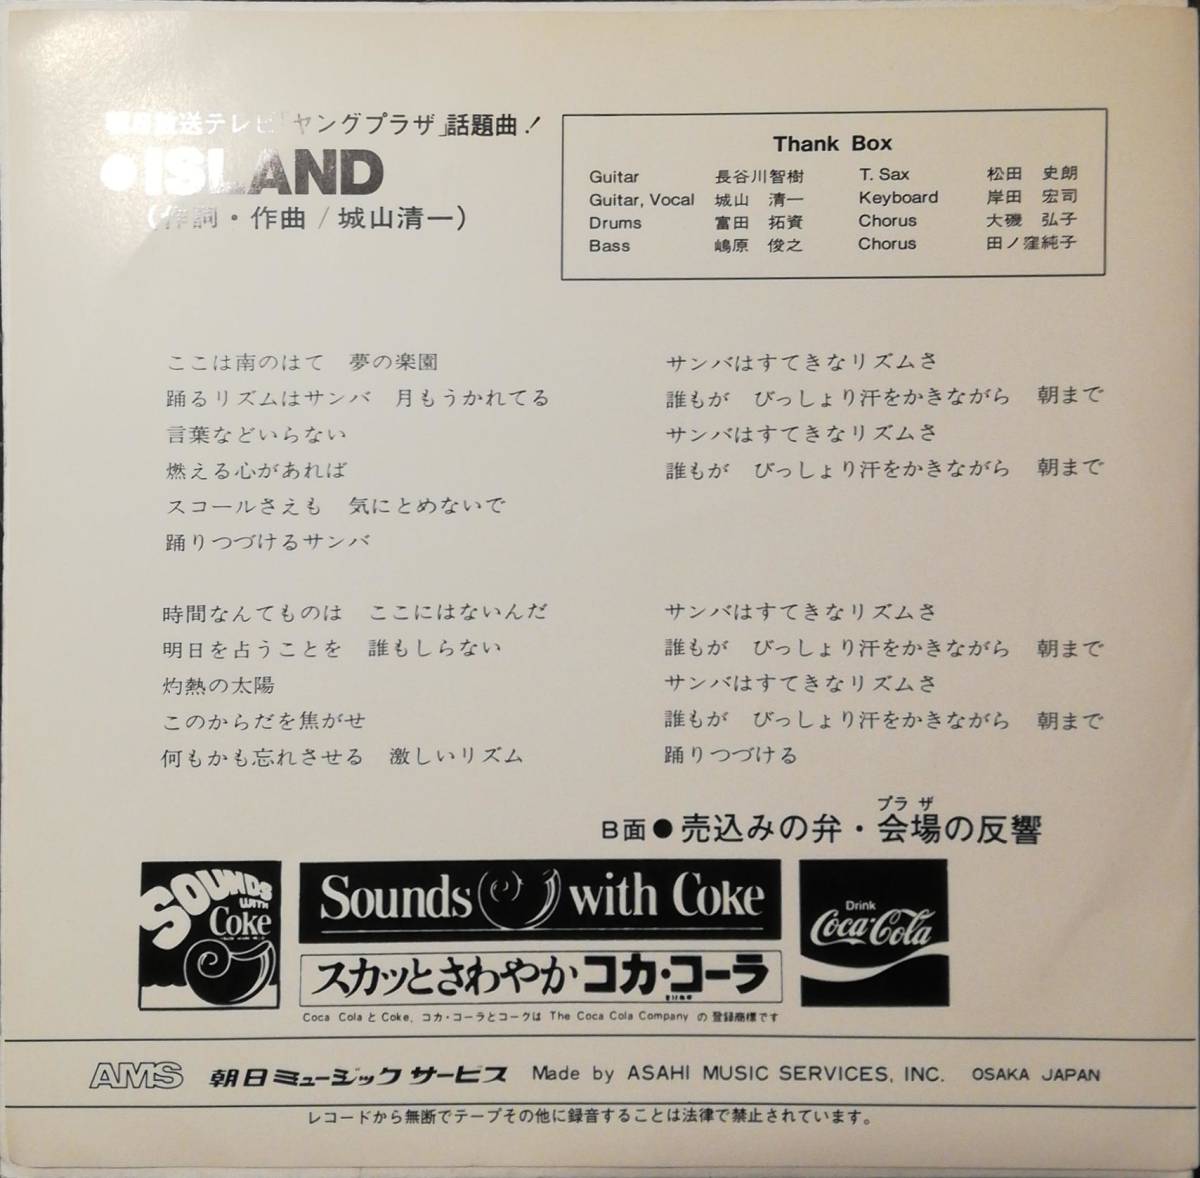 朝日放送テレビ「ヤングプラザ」話題曲！
●ISLAND
（作詞・作曲 / 城山清一）
Thank Box
Guitar 長谷川智樹 T. Sax 松田 史朗
Guitar, Vocal 城山 清一 Keyboard 岸田 宏司
Drums 富田 拓資 Chorus 大磯 弘子
Bass 嶋原 俊之 Chorus 田ノ窪純子
ここは南のはて 夢の楽園
踊るリズムはサンバ 月もうかれてる
言葉などいらない
燃える心があれば
スコールさえも 気にとめないで
踊りつづけるサンバ
サンバはすてきなリズムさ
誰もが びっしょり汗をかきながら 朝まで
サンバはすてきなリズムさ
誰もが びっしょり汗をかきながら 朝まで
時間なんてものは ここにはないんだ
明日を占うことを 誰もしらない
灼熱の太陽
このからだを焦がせ
何もかも忘れさせる 激しいリズム
サンバはすてきなリズムさ
誰もが びっしょり汗をかきながら 朝まで
サンバはすてきなリズムさ
誰もが びっしょり汗をかきながら 朝まで
踊りつづける
プラザ
B面●売込みの弁・会場の反響
SOUNDS WITH Coke
Sounds with Coke
スカッとさわやか コカ・コーラ
Drink Coca-Cola
Coca ColaとCoke, コカ・コーラとコークは The Coca Cola Company の登録商標です
AMS 朝日ミュージック サービス Made by ASAHI MUSIC SERVICES, INC. OSAKA JAPAN
レコードから無断でテープその他に録音することは法律で禁止されています。